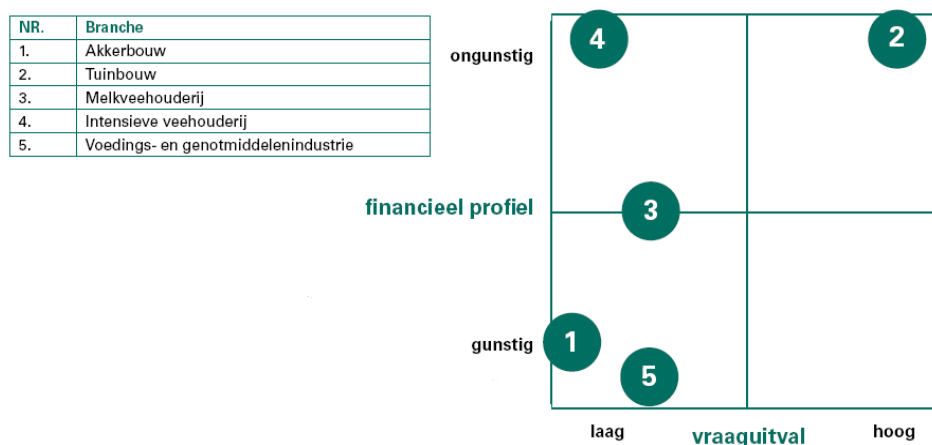 NR. Branche
1. Akkerbouw
2. Tuinbouw
3. Melkveehouderij
4. Intensieve veehouderij
5. Voedings- en genotmiddelenindustrie
ongunstig
4
2
financieel profiel
3
gunstig
1
5
laag
vraaguitval
hoog